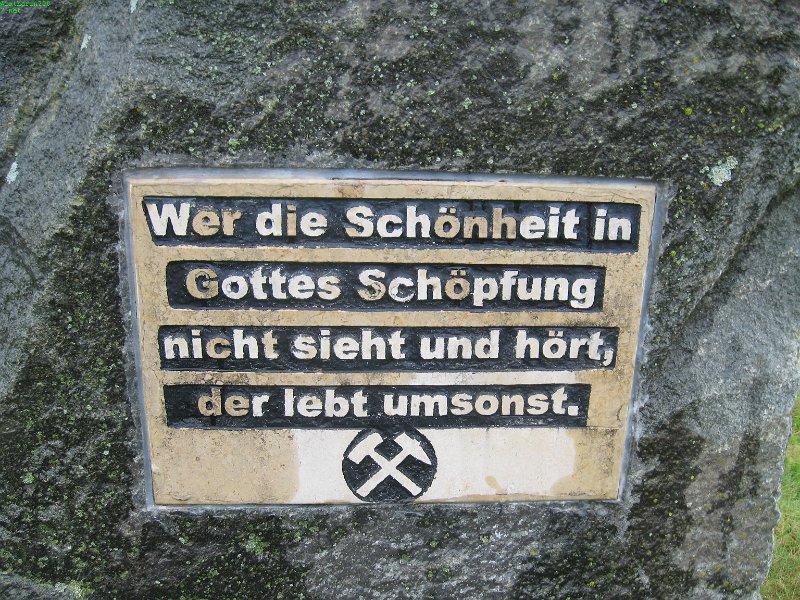 Wer die Schönheit in
Gottes Schöpfung
nicht sieht und hört,
der lebt umsonst.